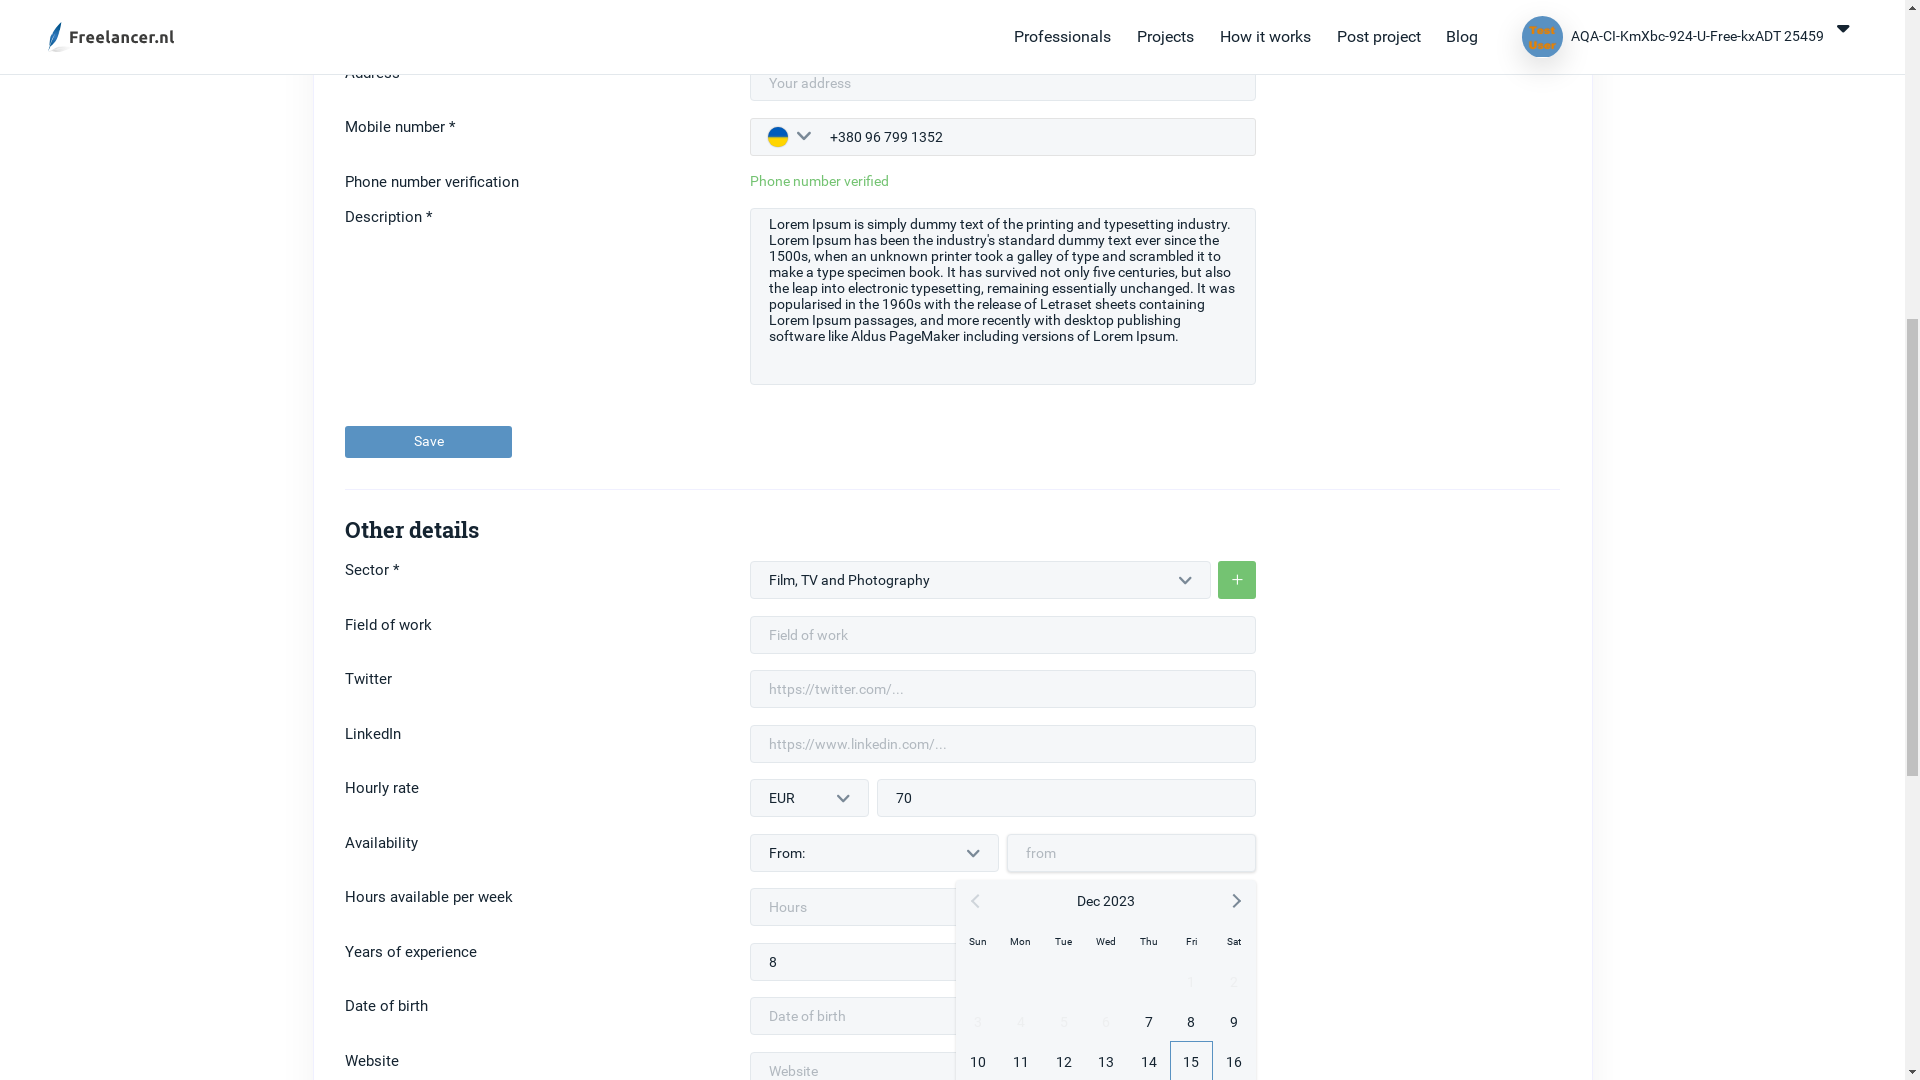 Freelancer.nl
Professionals
Projects
How it works
Post project
Blog
Test
User
AQA-CI-KmXbc-924-U-Free-kxADT 25459
Address
Your address
Mobile number *
+380 96 799 1352
Phone number verification
Phone number verified
Description *
Lorem Ipsum is simply dummy text of the printing and typesetting industry.
Lorem Ipsum has been the industry's standard dummy text ever since the
1500s, when an unknown printer took a galley of type and scrambled it to
make a type specimen book. It has survived not only five centuries, but also
the leap into electronic typesetting, remaining essentially unchanged. It was
popularised in the 1960s with the release of Letraset sheets containing
Lorem Ipsum passages, and more recently with desktop publishing
software like Aldus PageMaker including versions of Lorem Ipsum.
Save
Other details
Sector *
Film, TV and Photography
+
Field of work
Field of work
Twitter
https://twitter.com/...
LinkedIn
https://www.linkedin.com/...
Hourly rate
EUR
70
Availability
From:
from
Hours available per week
Hours
Dec 2023
Sun Mon Tue Wed Thu Fri Sat
1 2
3 4 5 6 7 8 9
10 11 12 13 14 15 16
Years of experience
8
Date of birth
Date of birth
Website
Website